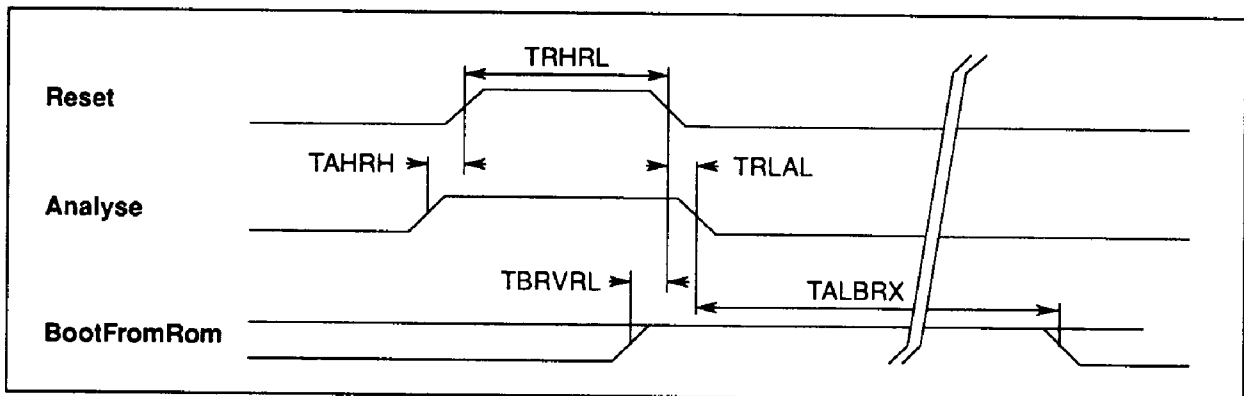 TRHRL
Reset
TAHRH
TRLAL
Analyse
TBRVRL
TALBRX
BootFromRom